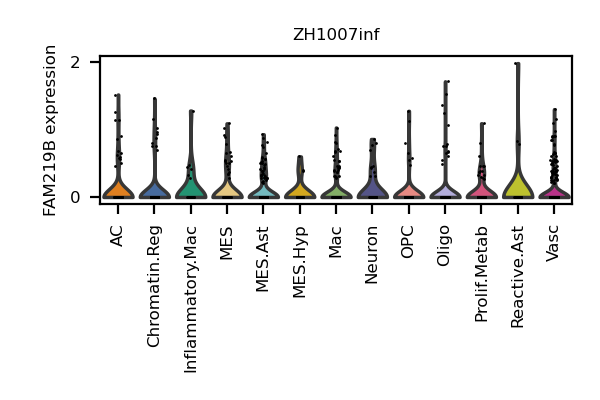 ZH1007inf
FAM219B expression
2
0
AC
Chromatin.Reg
Inflammatory.Mac
MES
MES.Ast
MES.Hyp
Mac
Neuron
OPC
Oligo
Prolif.Metab
Reactive.Ast
Vasc